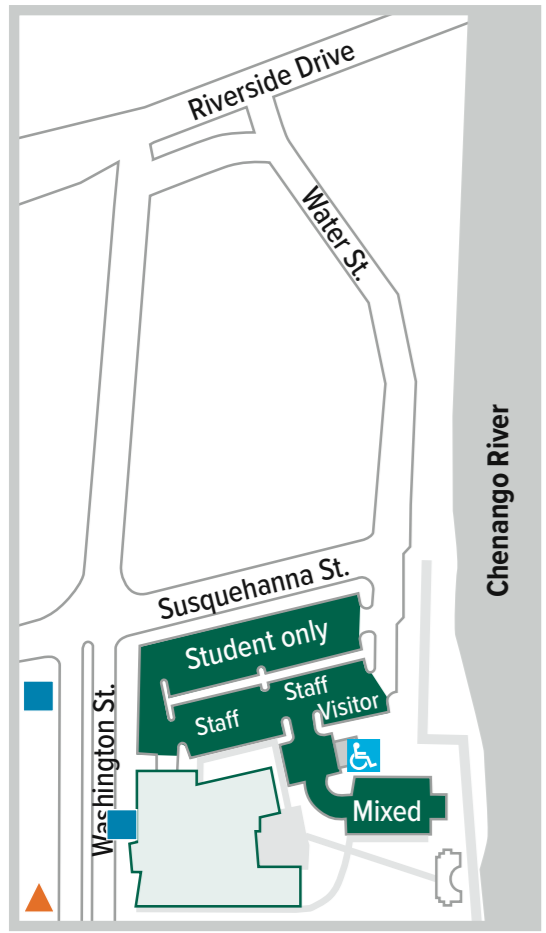 Riverside Drive
Water St.
Chenango River
Susquehanna St.
Student only
Staff
Visitor
Staff
Washington St.
Mixed